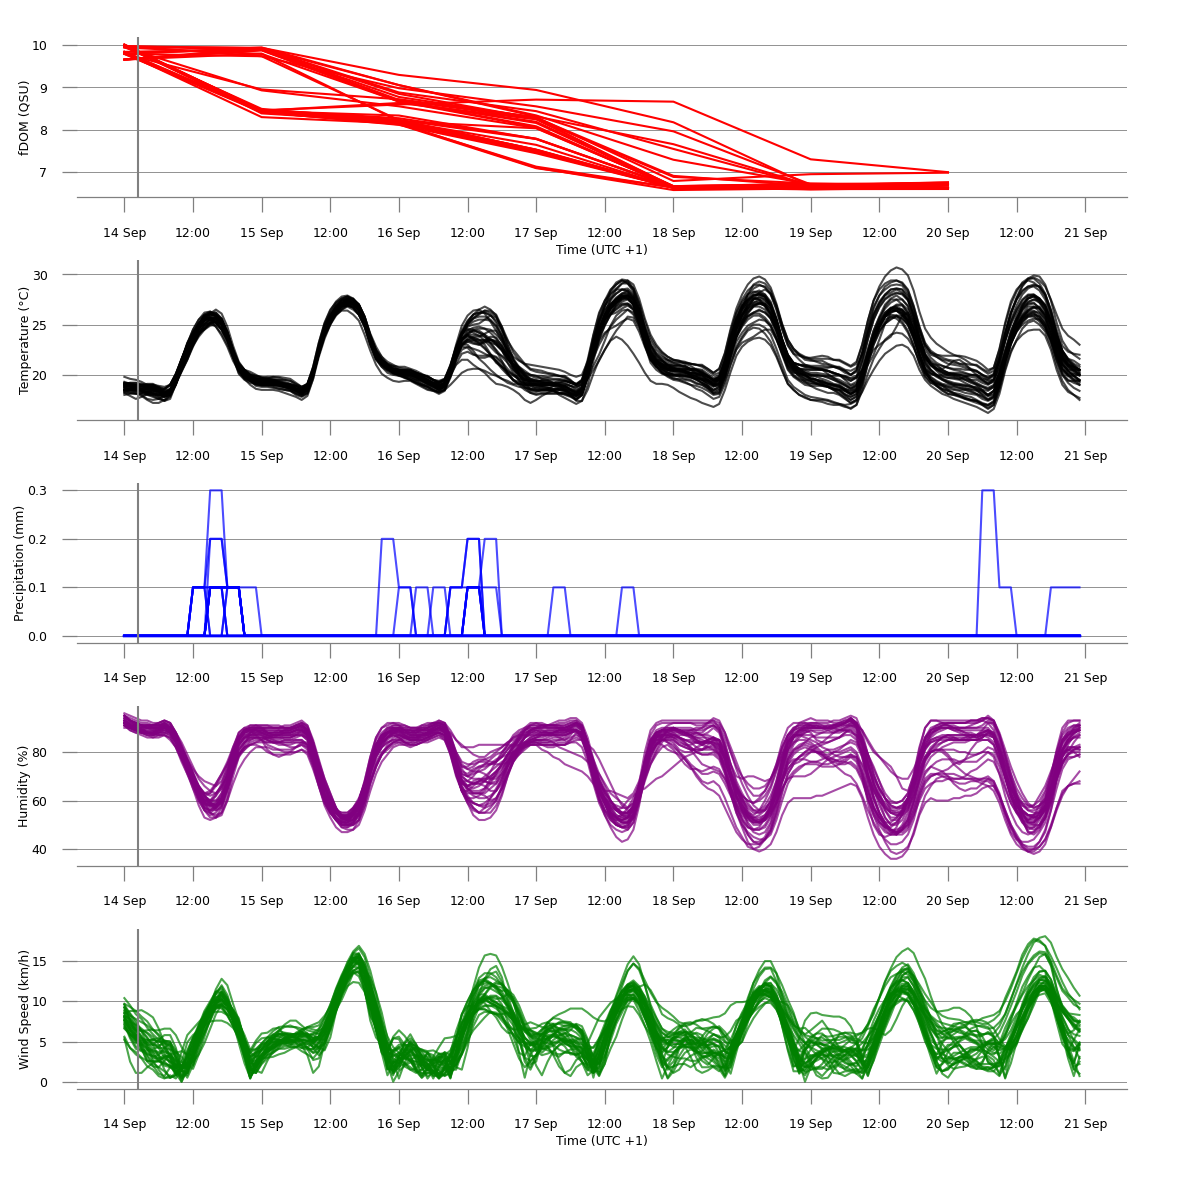 fDOM (QSU)
10
9
8
7
14 Sep 12:00 15 Sep 12:00 16 Sep 12:00 17 Sep 12:00 18 Sep 12:00 19 Sep 12:00 20 Sep 12:00 21 Sep
Time (UTC +1)
Temperature (°C)
30
25
20
14 Sep 12:00 15 Sep 12:00 16 Sep 12:00 17 Sep 12:00 18 Sep 12:00 19 Sep 12:00 20 Sep 12:00 21 Sep
Precipitation (mm)
0.3
0.2
0.1
0.0
14 Sep 12:00 15 Sep 12:00 16 Sep 12:00 17 Sep 12:00 18 Sep 12:00 19 Sep 12:00 20 Sep 12:00 21 Sep
Humidity (%)
80
60
40
14 Sep 12:00 15 Sep 12:00 16 Sep 12:00 17 Sep 12:00 18 Sep 12:00 19 Sep 12:00 20 Sep 12:00 21 Sep
Wind Speed (km/h)
15
10
5
0
14 Sep 12:00 15 Sep 12:00 16 Sep 12:00 17 Sep 12:00 18 Sep 12:00 19 Sep 12:00 20 Sep 12:00 21 Sep
Time (UTC +1)